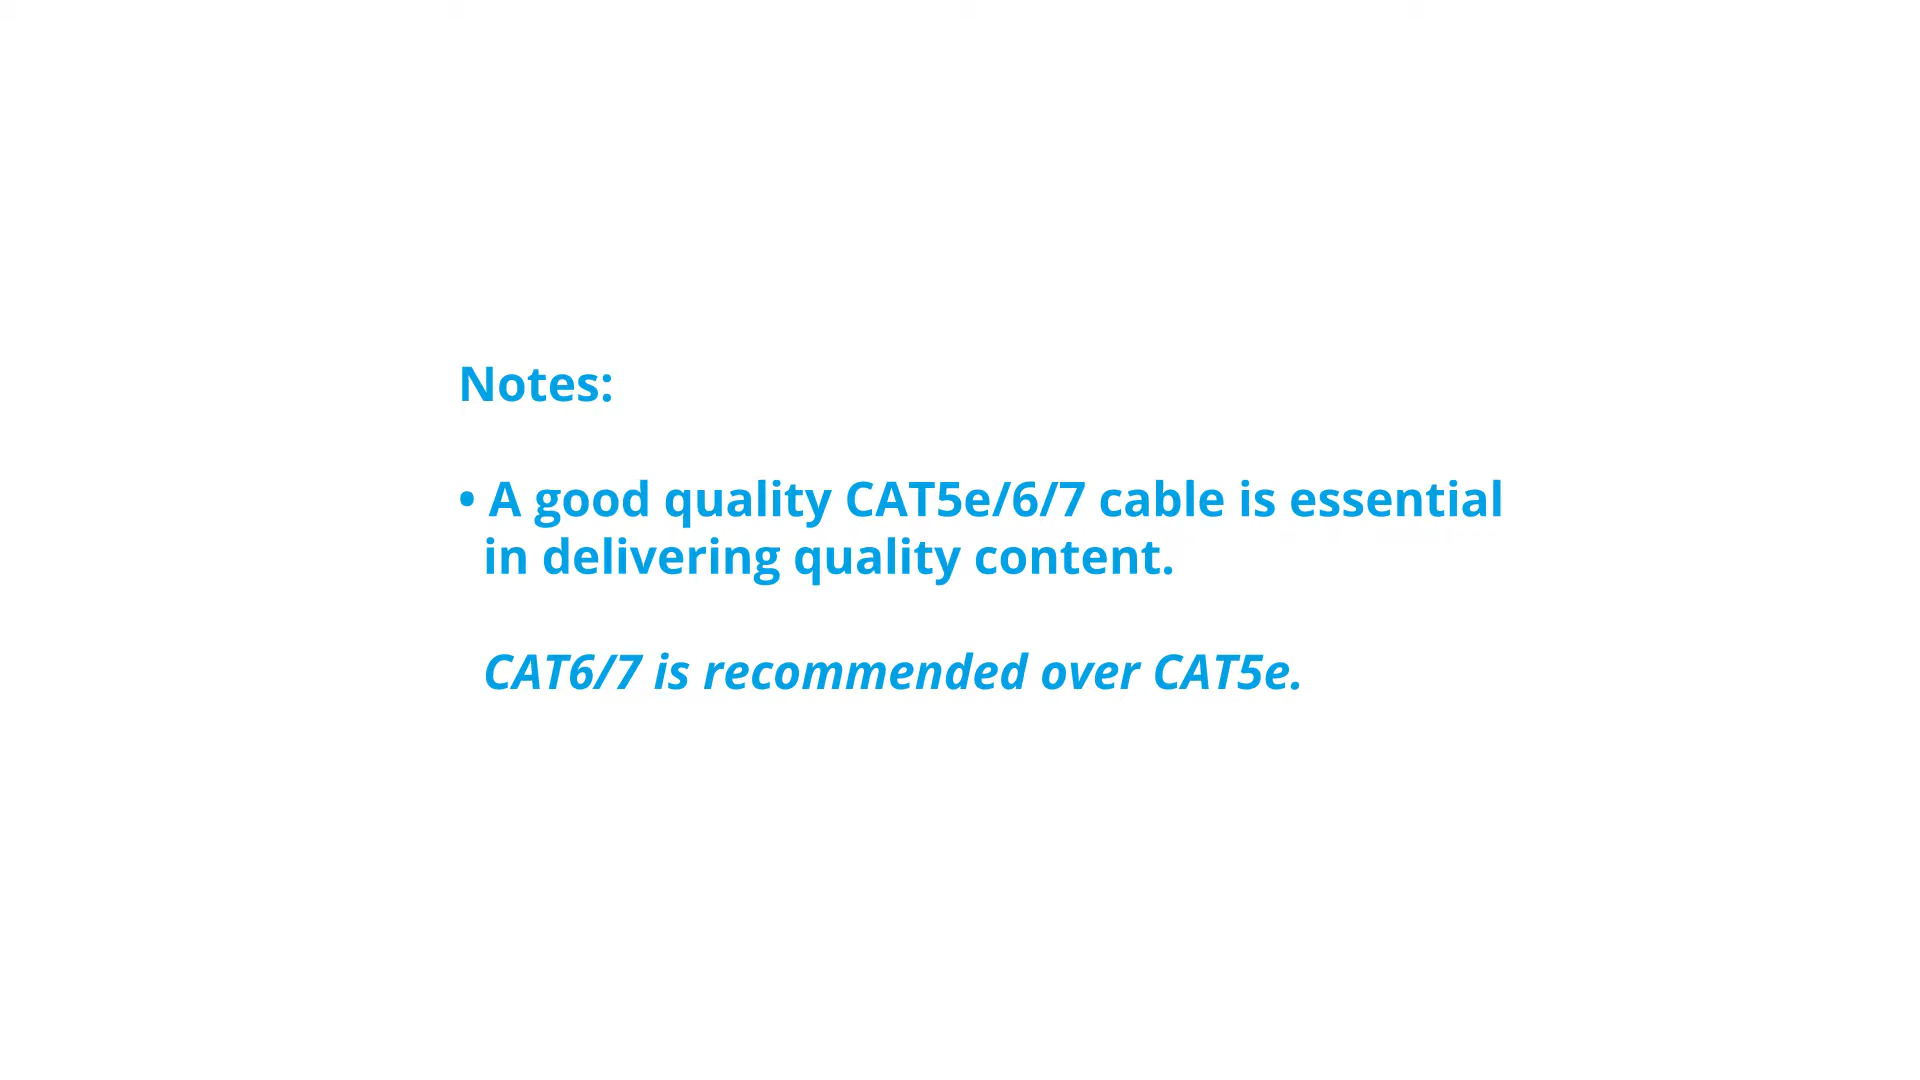 Notes:
• A good quality CAT5e/6/7 cable is essential
in delivering quality content.
CAT6/7 is recommended over CAT5e.